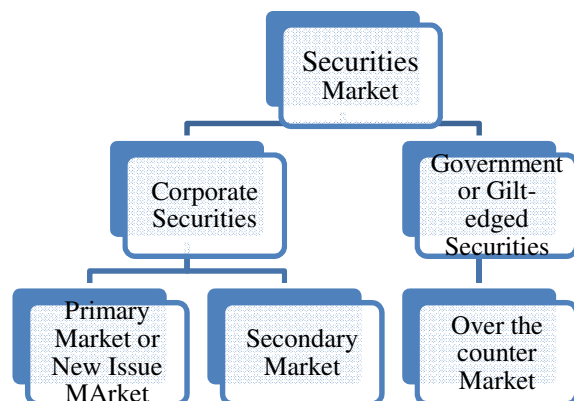 Securities
Market
Corporate
Securities
Government
or Gilt-
edged
Securities
Primary
Market or
New Issue
MArket
Secondary
Market
Over the
counter
Market